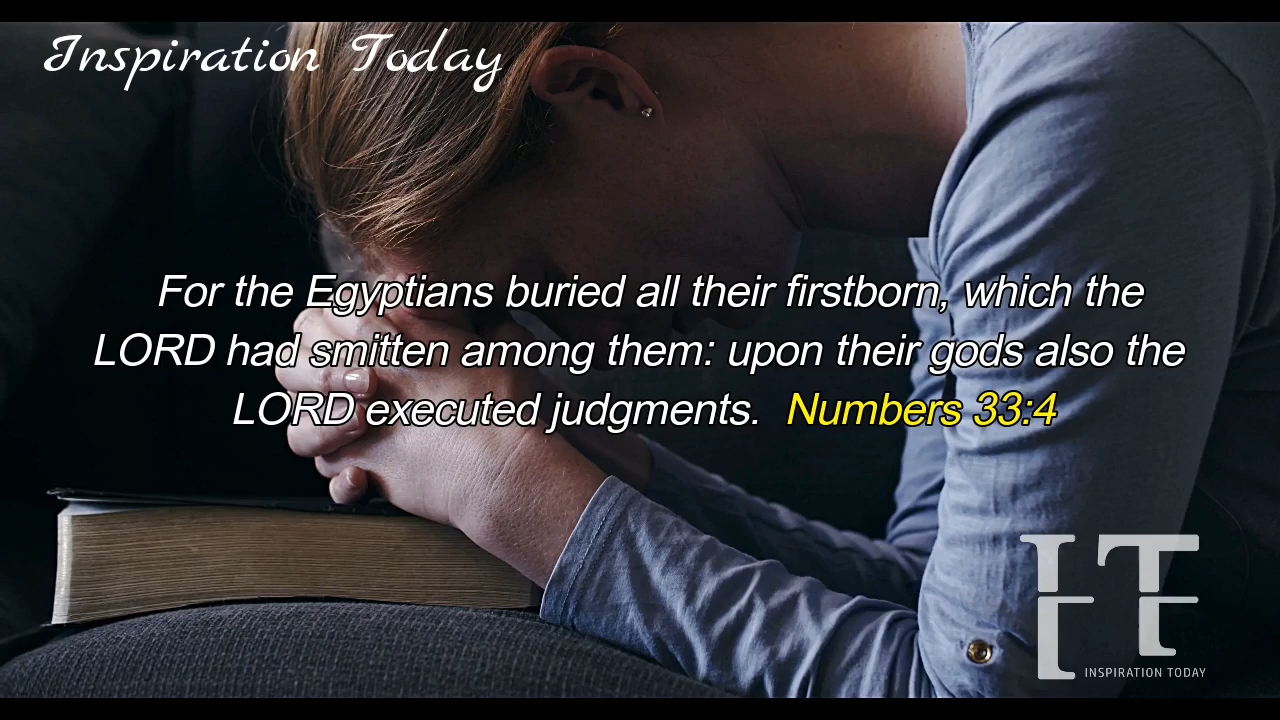 Inspiration Today
For the Egyptians buried all their firstborn, which the
LORD had smitten among them: upon their gods also the
LORD executed judgments. Numbers 33:4
IT
INSPIRATION TODAY